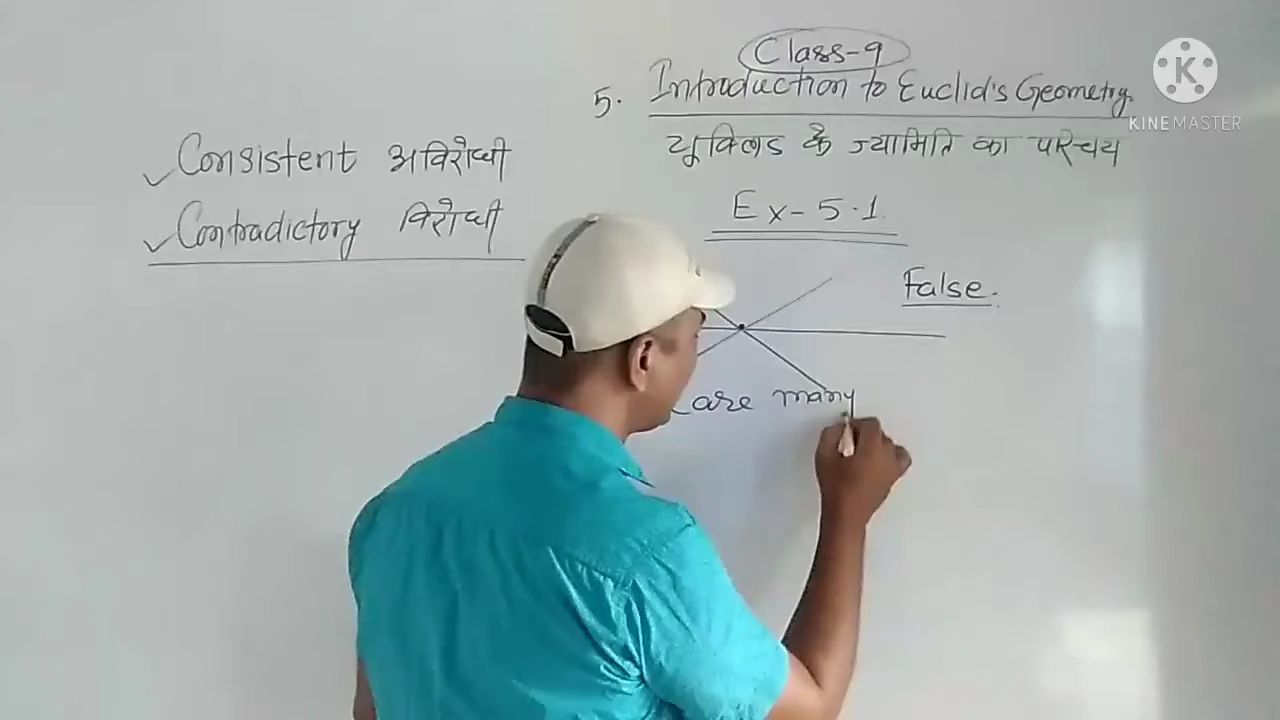 Class-9
5. Introduction to Euclid's Geometry.
यूक्लिड के ज्यामिति का परिचय
Consistent अविरोधी
Contradictory विरोधी
Ex-5.1.
False.
are many
K
KINEMASTER